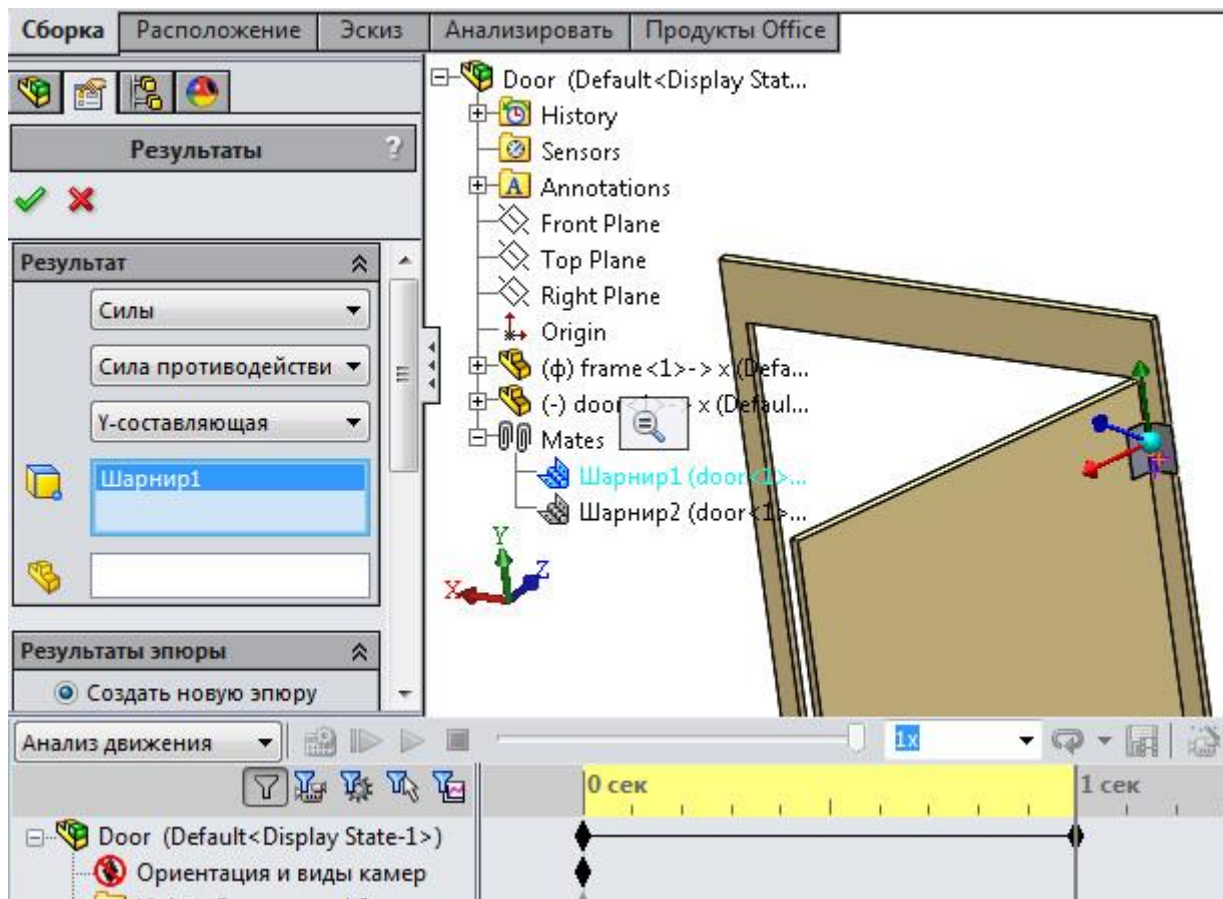 Сборка Расположение Эскиз Анализировать Продукты Office
Результаты ?
Результат
Силы
Сила противодействи
Y-составляющая
Шарнир1
Результаты эпюры
Создать новую эпюру
Door (Default<Display Stat...
History
Sensors
A Annotations
Front Plane
Top Plane
Right Plane
Origin
(ф) frame<1>-> x (Defa...
(-) door<1>-> x (Defaul...
Mates
Шарнир1 (door<1>...
Шарнир2 (door<1>...
Y
Z
X
Анализ движения 1x
0 сек 1 сек
Door (Default<Display State-1>)
Ориентация и виды камер